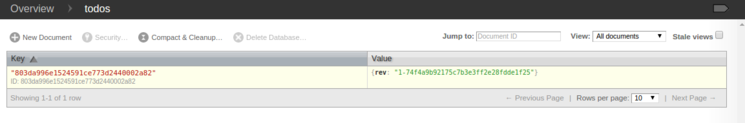 Overview > todos
New Document Security… Compact & Cleanup… Delete Database… Jump to: Document ID View: All documents Stale views
Key Value
"803da996e1524591ce773d2440002a82" {rev: "1-74f4a9b92175c7b3e3ff2e28fdde1f25"}
ID: 803da996e1524591ce773d2440002a82
Showing 1-1 of 1 row ← Previous Page | Rows per page: 10 | Next Page →